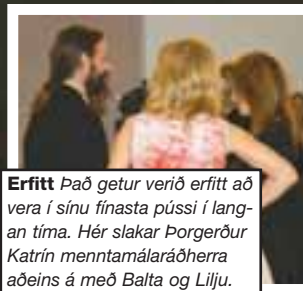 Erfitt Það getur verið erfitt að
vera í sínu fínasta pússi í lang-
an tíma. Hér slakar Þorgerður
Katrín menntamálaráðherra
aðeins á með Balta og Lilju.